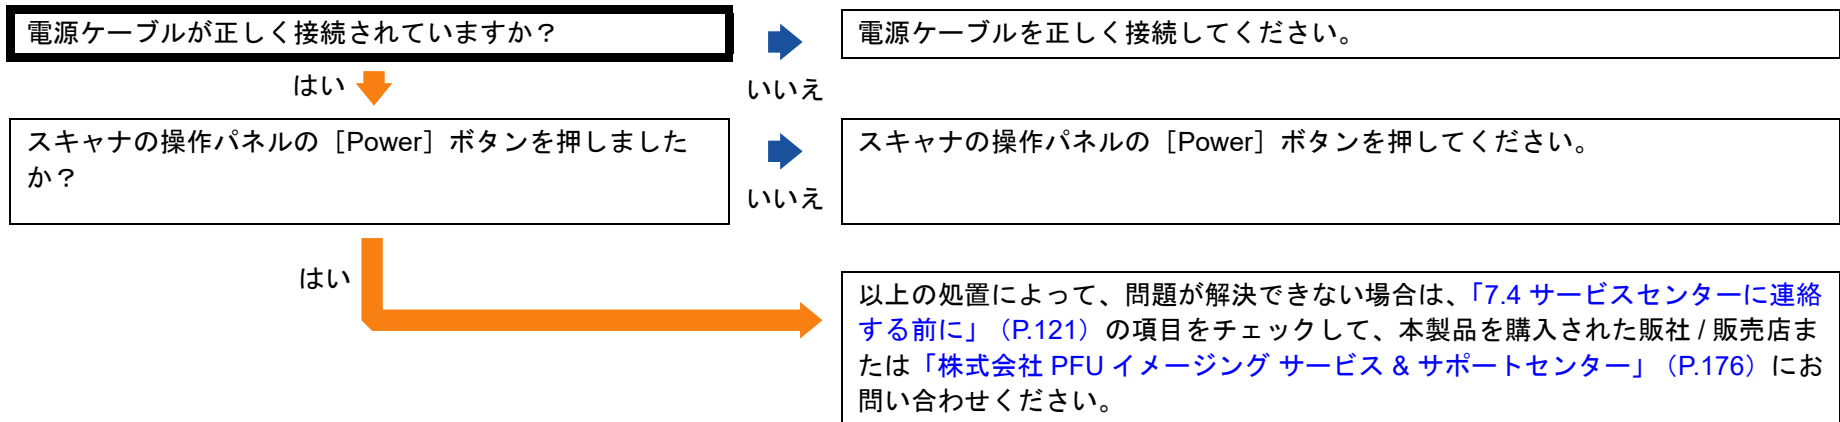 電源ケーブルが正しく接続されていますか？
電源ケーブルを正しく接続してください。
はい
いいえ
スキャナの操作パネルの［Power］ボタンを押しました
か？
スキャナの操作パネルの［Power］ボタンを押してください。
いいえ
はい
以上の処置によって、問題が解決できない場合は、「7.4 サービスセンターに連絡
する前に」（P.121）の項目をチェックして、本製品を購入された販社 / 販売店ま
たは「株式会社 PFU イメージング サービス & サポートセンター」（P.176）にお
問い合わせください。